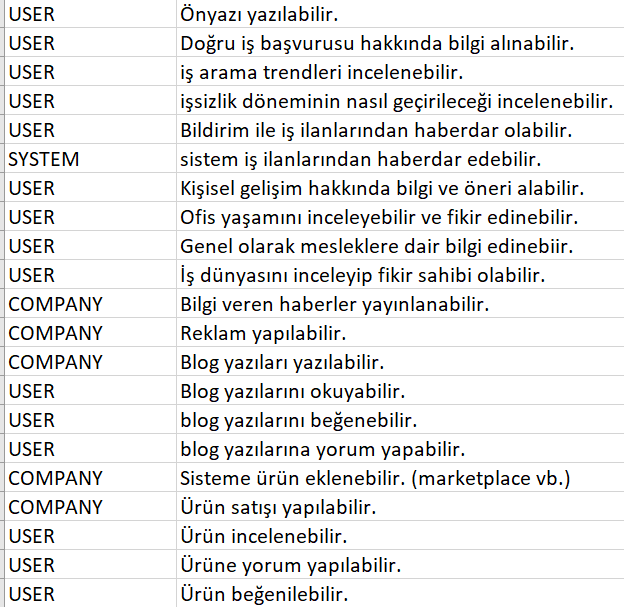 USER Önyazı yazılabilir.
USER Doğru iş başvurusu hakkında bilgi alınabilir.
USER iş arama trendleri incelenebilir.
USER işsizlik döneminin nasıl geçirileceği incelenebilir.
USER Bildirim ile iş ilanlarından haberdar olabilir.
SYSTEM sistem iş ilanlarından haberdar edebilir.
USER Kişisel gelişim hakkında bilgi ve öneri alabilir.
USER Ofis yaşamını inceleyebilir ve fikir edinebilir.
USER Genel olarak mesleklere dair bilgi edinebiir.
USER İş dünyasını inceleyip fikir sahibi olabilir.
COMPANY Bilgi veren haberler yayınlanabilir.
COMPANY Reklam yapılabilir.
COMPANY Blog yazıları yazılabilir.
USER Blog yazılarını okuyabilir.
USER blog yazılarını beğenebilir.
USER blog yazılarına yorum yapabilir.
COMPANY Sisteme ürün eklenebilir. (marketplace vb.)
COMPANY Ürün satışı yapılabilir.
USER Ürün incelenebilir.
USER Ürüne yorum yapılabilir.
USER Ürün beğenilebilir.